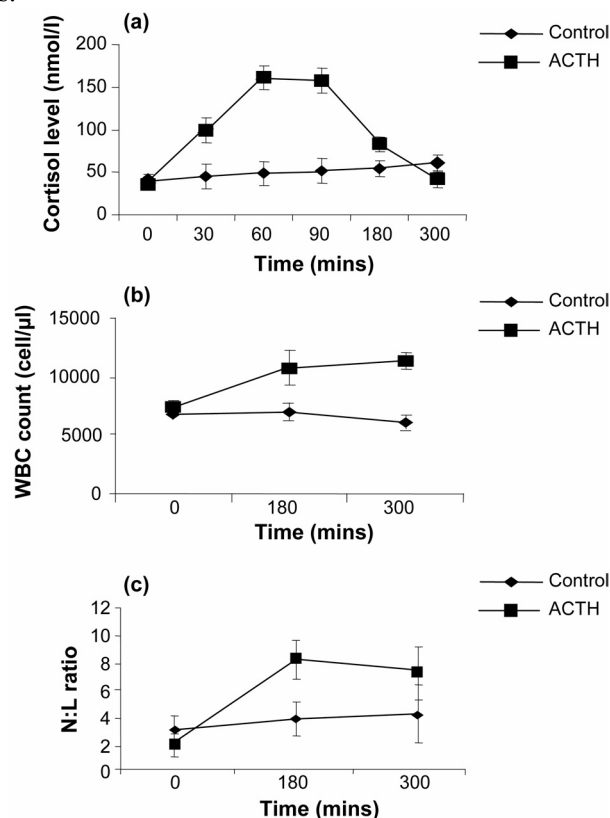 (a)
Control
ACTH
Cortisol level (nmol/l)
200
150
100
50
0
0 30 60 90 180 300
Time (mins)
(b)
Control
ACTH
WBC count (cell/µl)
15000
10000
5000
0
0 180 300
Time (mins)
(c)
Control
ACTH
N:L ratio
12
10
8
6
4
2
0
0 180 300
Time (mins)